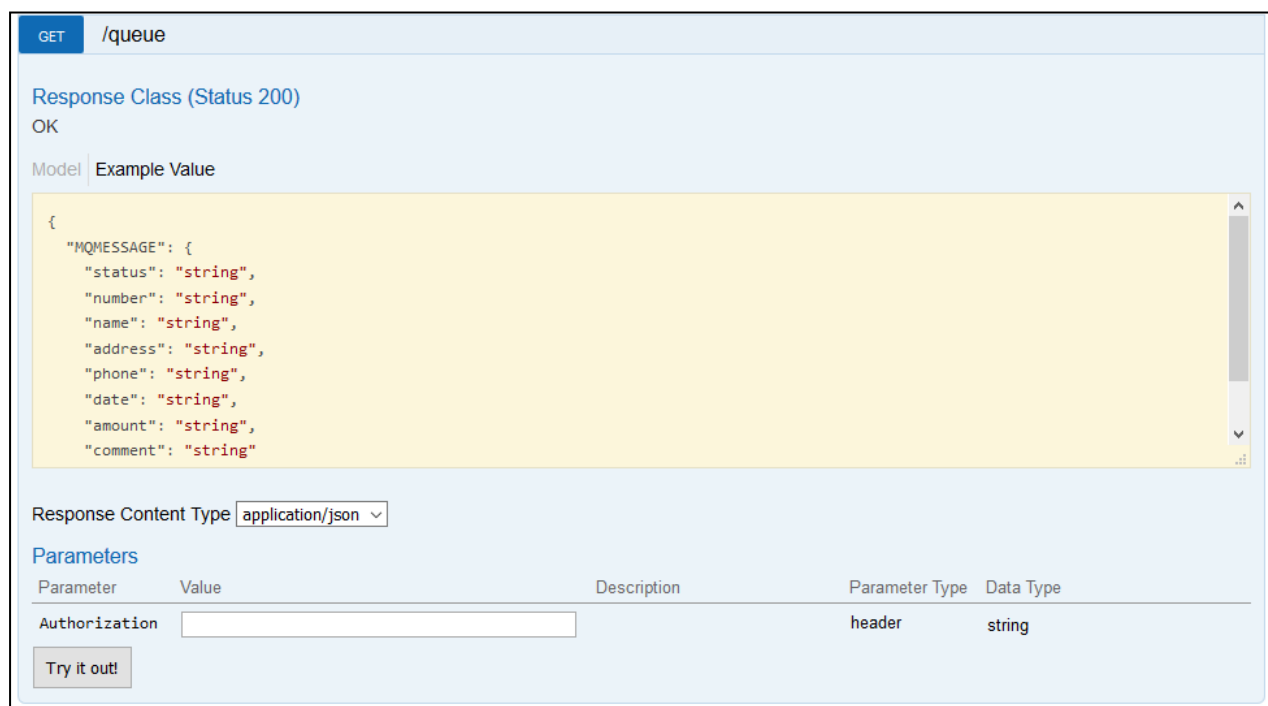 GET /queue
Response Class (Status 200)
OK
Model Example Value
{
"MQMESSAGE": {
"status": "string",
"number": "string",
"name": "string",
"address": "string",
"phone": "string",
"date": "string",
"amount": "string",
"comment": "string"
Response Content Type application/json
Parameters
Parameter Value Description Parameter Type Data Type
Authorization header string
Try it out!